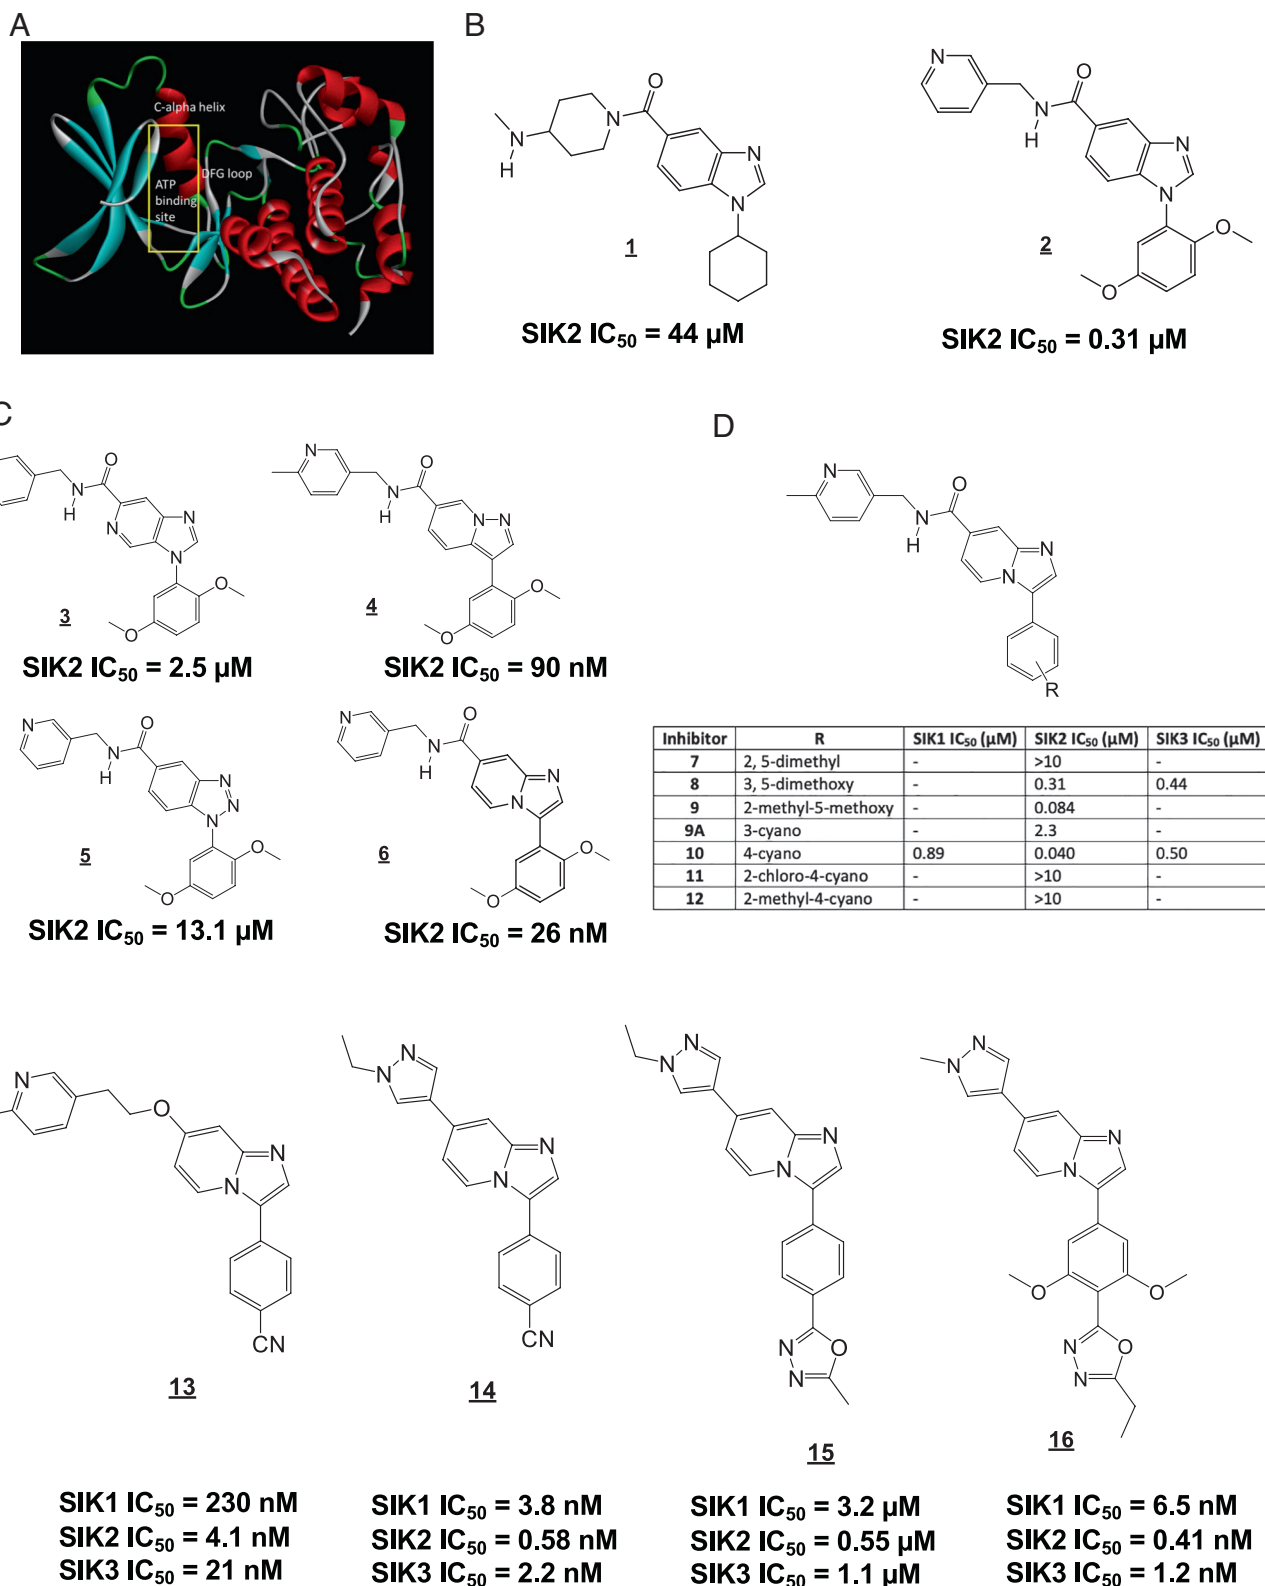 A
C-alpha helix
DFG loop
ATP
binding
site
B
N
H
N
O
N
N
1
SIK2 IC50 = 44 µM
N
N
H
O
N
N
O
O
2
SIK2 IC50 = 0.31 µM
C
N
H
O
N
N
N
O
O
3
SIK2 IC50 = 2.5 µM
N
N
H
O
N
N
O
O
4
SIK2 IC50 = 90 nM
N
N
H
O
N
N
N
O
O
5
SIK2 IC50 = 13.1 µM
N
N
H
O
N
N
O
O
6
SIK2 IC50 = 26 nM
D
N
N
H
O
N
N
R
Inhibitor R SIK1 IC50 (µM) SIK2 IC50 (µM) SIK3 IC50 (µM)
7 2, 5-dimethyl - >10 -
8 3, 5-dimethoxy - 0.31 0.44
9 2-methyl-5-methoxy - 0.084 -
9A 3-cyano - 2.3 -
10 4-cyano 0.89 0.040 0.50
11 2-chloro-4-cyano - >10 -
12 2-methyl-4-cyano - >10 -
N
O
N
N
CN
13
SIK1 IC50 = 230 nM
SIK2 IC50 = 4.1 nM
SIK3 IC50 = 21 nM
N
N
N
N
CN
14
SIK1 IC50 = 3.8 nM
SIK2 IC50 = 0.58 nM
SIK3 IC50 = 2.2 nM
N
N
N
N
N
N
O
15
SIK1 IC50 = 3.2 µM
SIK2 IC50 = 0.55 µM
SIK3 IC50 = 1.1 µM
N
N
N
N
O
O
N
N
O
16
SIK1 IC50 = 6.5 nM
SIK2 IC50 = 0.41 nM
SIK3 IC50 = 1.2 nM